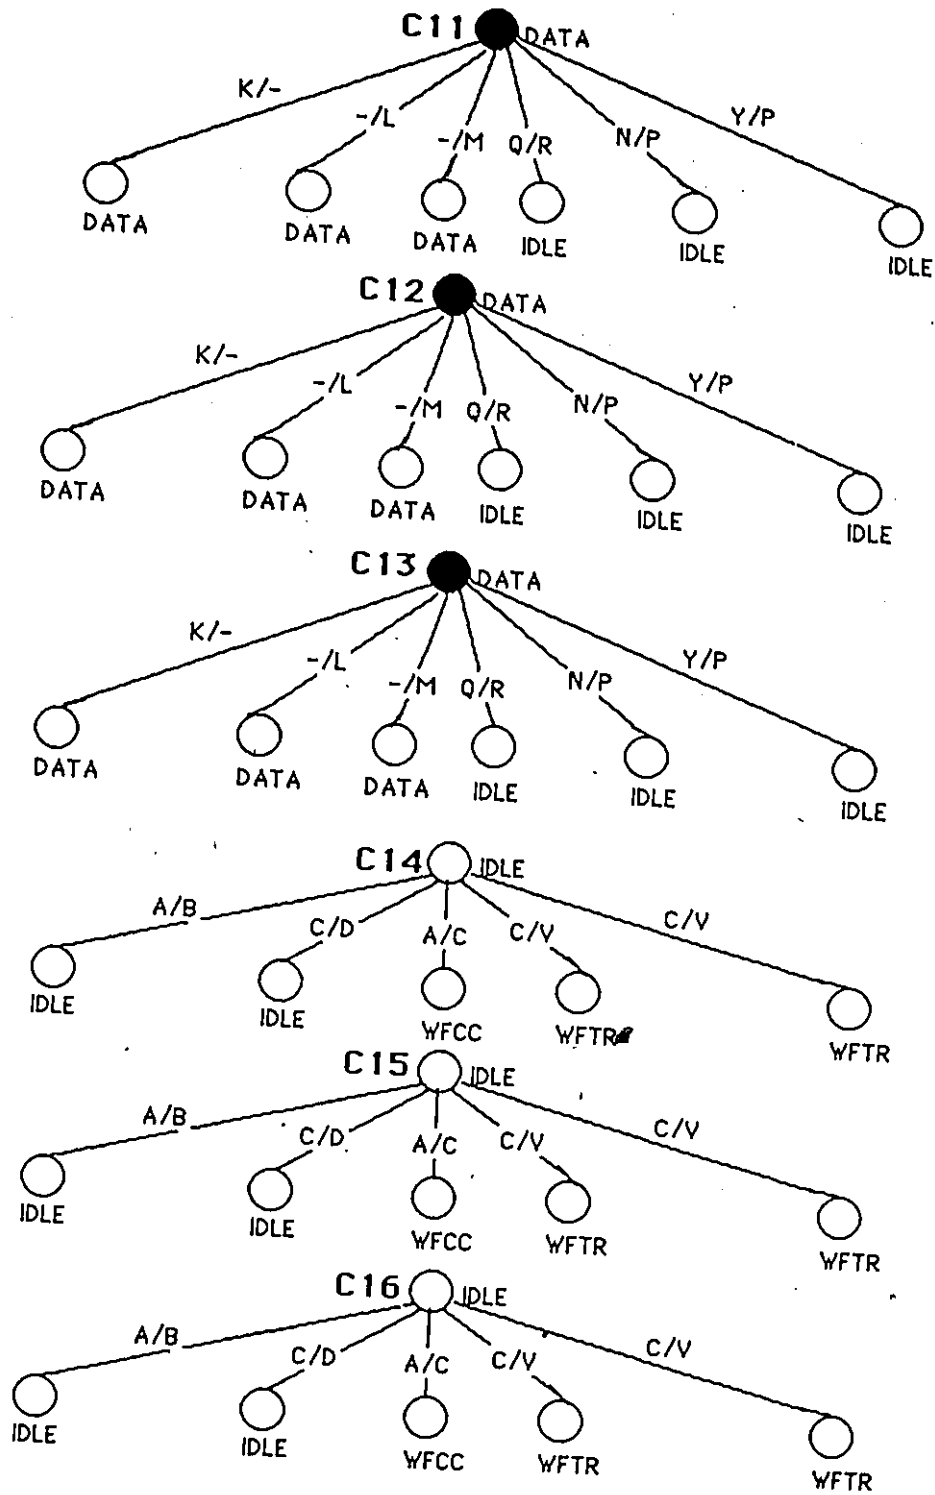 C11 DATA
K/- -/L -/M Q/R N/P Y/P
DATA DATA DATA IDLE IDLE IDLE
C12 DATA
K/- -/L -/M Q/R N/P Y/P
DATA DATA DATA IDLE IDLE IDLE
C13 DATA
K/- -/L -/M Q/R N/P Y/P
DATA DATA DATA IDLE IDLE IDLE
C14 IDLE
A/B C/D A/C C/V C/V
IDLE IDLE WFCC WFTR WFTR
C15 IDLE
A/B C/D A/C C/V C/V
IDLE IDLE WFCC WFTR WFTR
C16 IDLE
A/B C/D A/C C/V C/V
IDLE IDLE WFCC WFTR WFTR